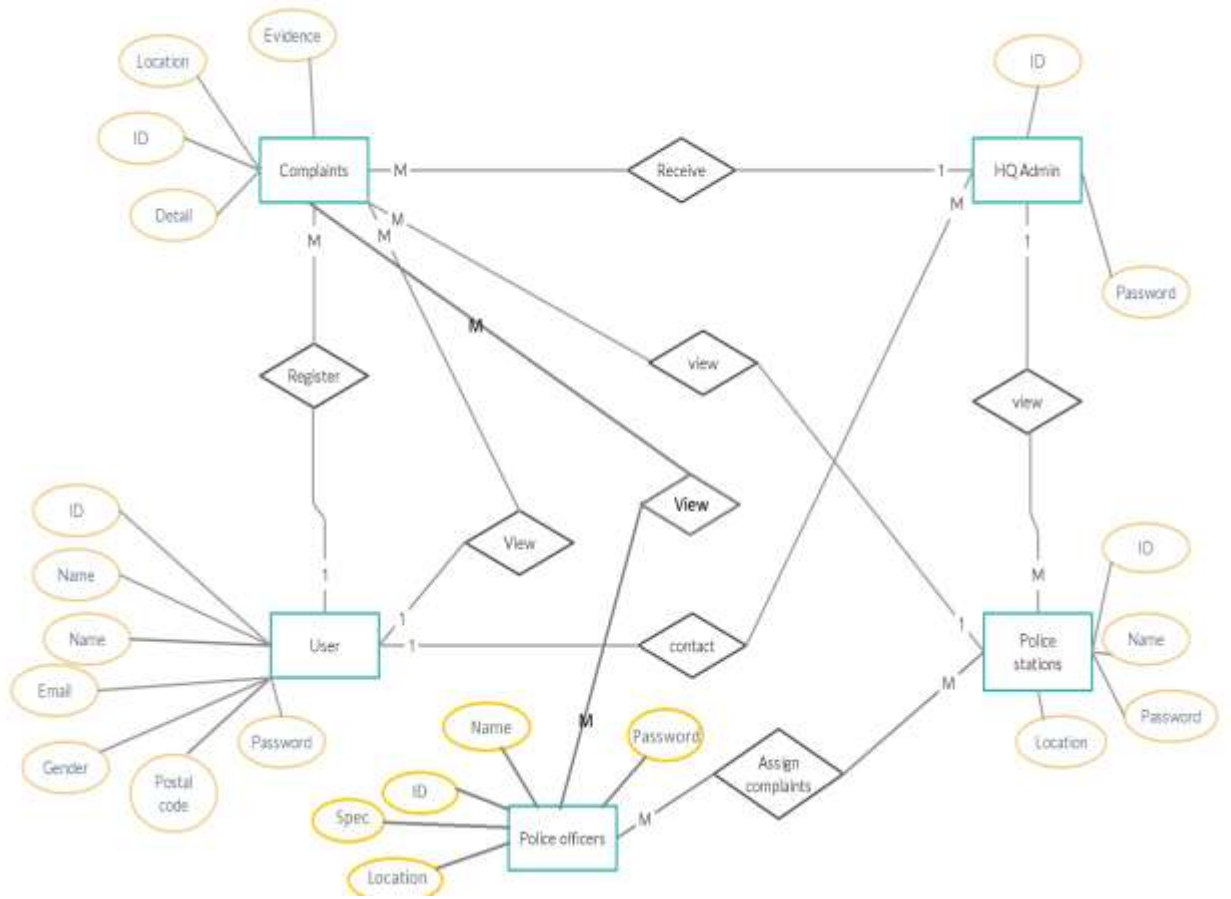 Evidence
Location
ID
ID
Complaints
M
Receive
1
HQ Admin
Detail
M
M
M
M
1
Password
M
Register
view
view
ID
View
View
M
ID
Name
1
1
Name
User
1
contact
1
Police
stations
Name
Email
M
Password
Name
M
Password
Gender
Password
Location
Postal
code
Assign
complaints
ID
Spec
M
Police officers
Location